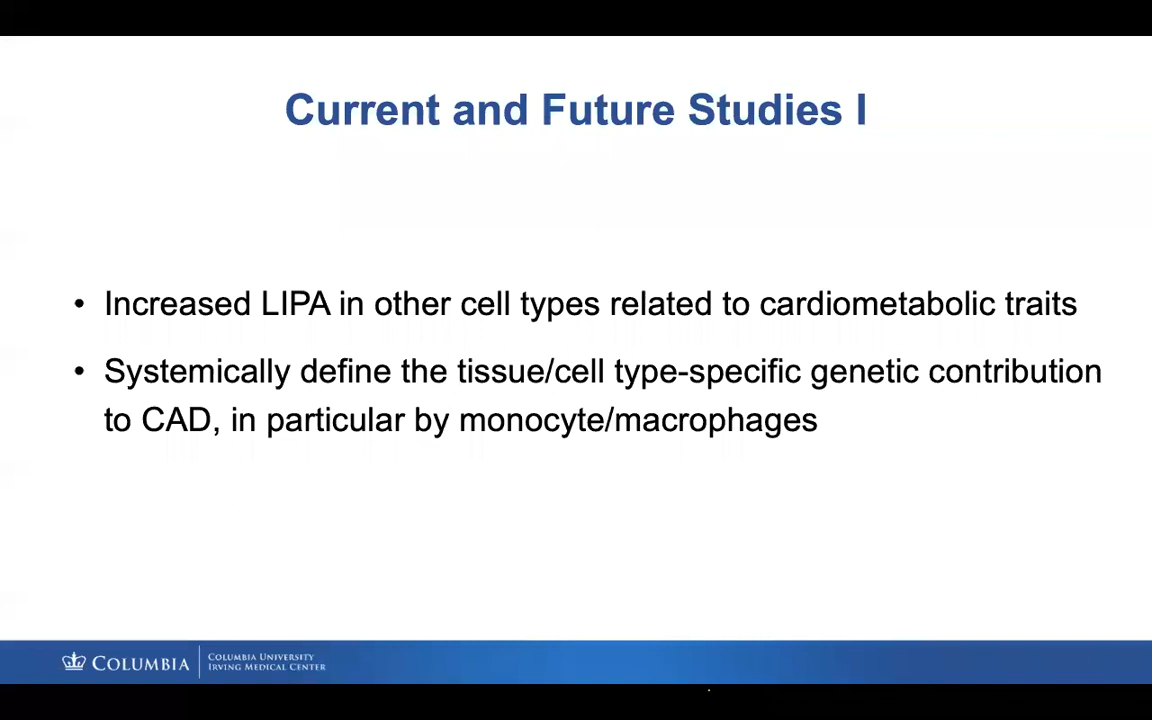 Current and Future Studies I
• Increased LIPA in other cell types related to cardiometabolic traits
• Systemically define the tissue/cell type-specific genetic contribution
to CAD, in particular by monocyte/macrophages
COLUMBIA
COLUMBIA UNIVERSITY
IRVING MEDICAL CENTER